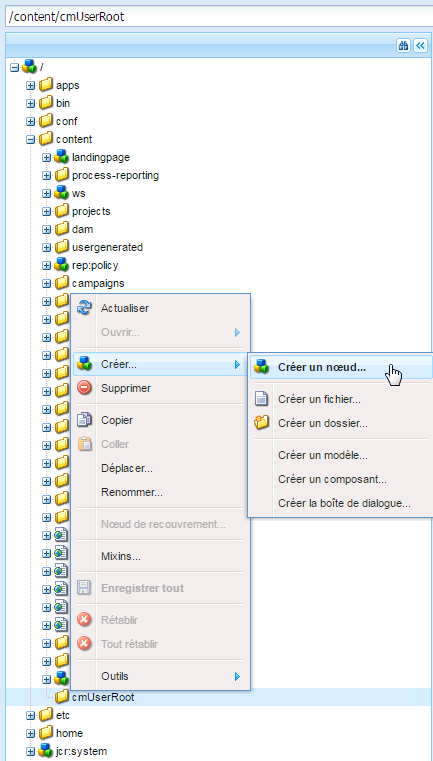 /content/cmUserRoot
/
apps
bin
conf
content
landingpage
process-reporting
ws
projects
dam
usergenerated
rep:policy
campaigns
Actualiser
Ouvrir...
Créer...
Supprimer
Copier
Coller
Déplacer...
Renommer...
Nœud de recouvrement...
Mixins...
Enregistrer tout
Rétablir
Tout rétablir
Outils
Créer un nœud...
Créer un fichier...
Créer un dossier...
Créer un modèle...
Créer un composant...
Créer la boîte de dialogue...
cmUserRoot
etc
home
jcr:system